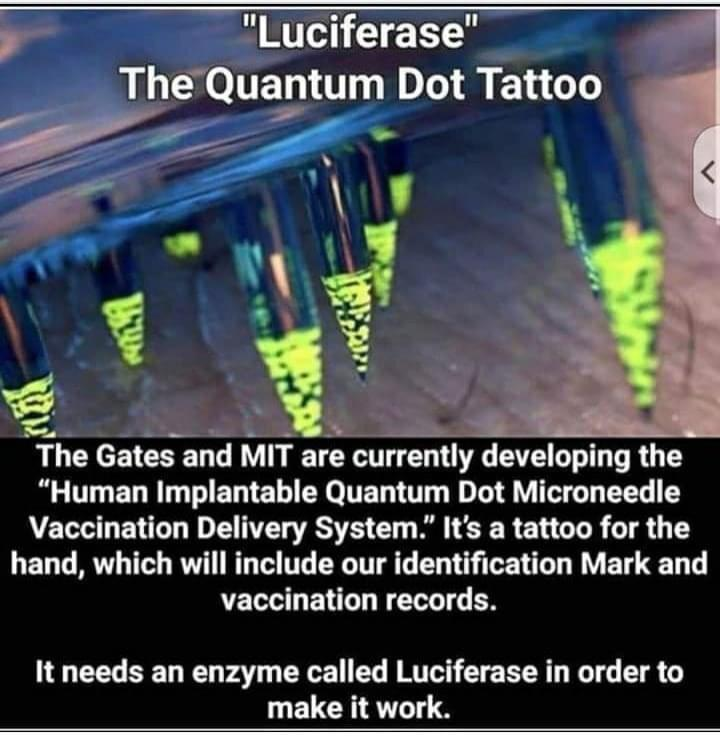 "Luciferase"
The Quantum Dot Tattoo
The Gates and MIT are currently developing the
“Human Implantable Quantum Dot Microneedle
Vaccination Delivery System.” It’s a tattoo for the
hand, which will include our identification Mark and
vaccination records.
It needs an enzyme called Luciferase in order to
make it work.